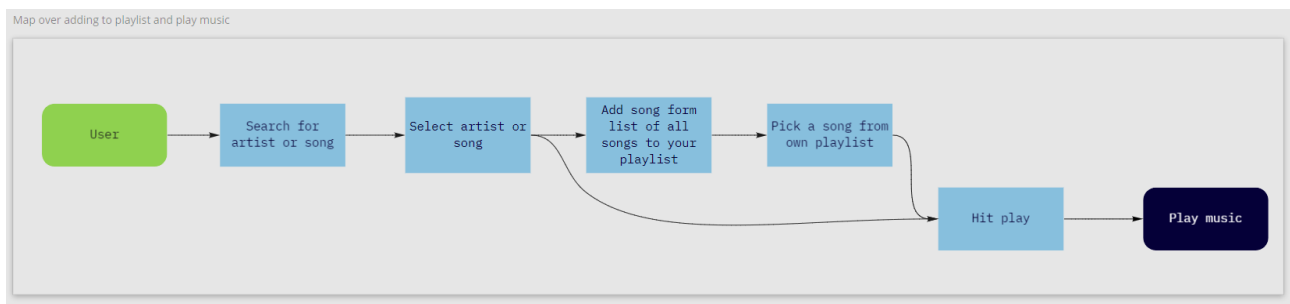 Map over adding to playlist and play music
User
Search for
artist or song
Select artist or
song
Add song form
list of all
songs to your
playlist
Pick a song from
own playlist
Hit play
Play music